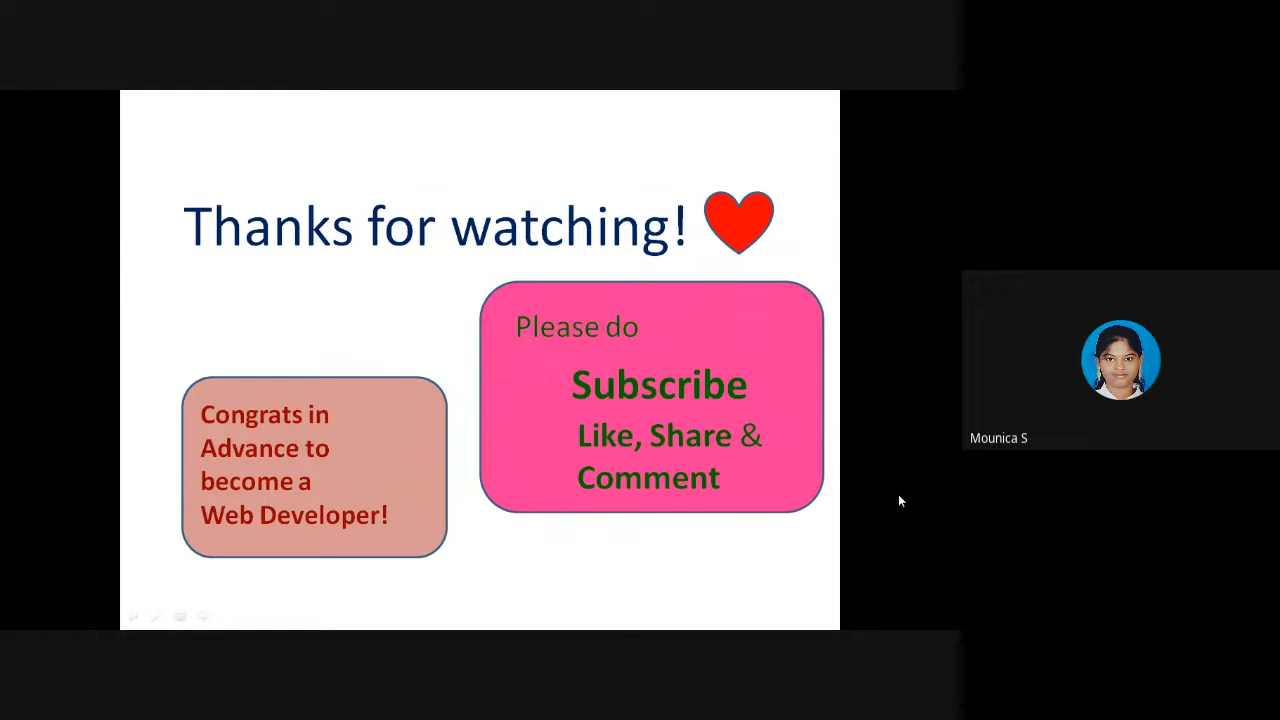 Thanks for watching!
Please do
Subscribe
Like, Share &
Comment
Congrats in
Advance to
become a
Web Developer!
Mounica S